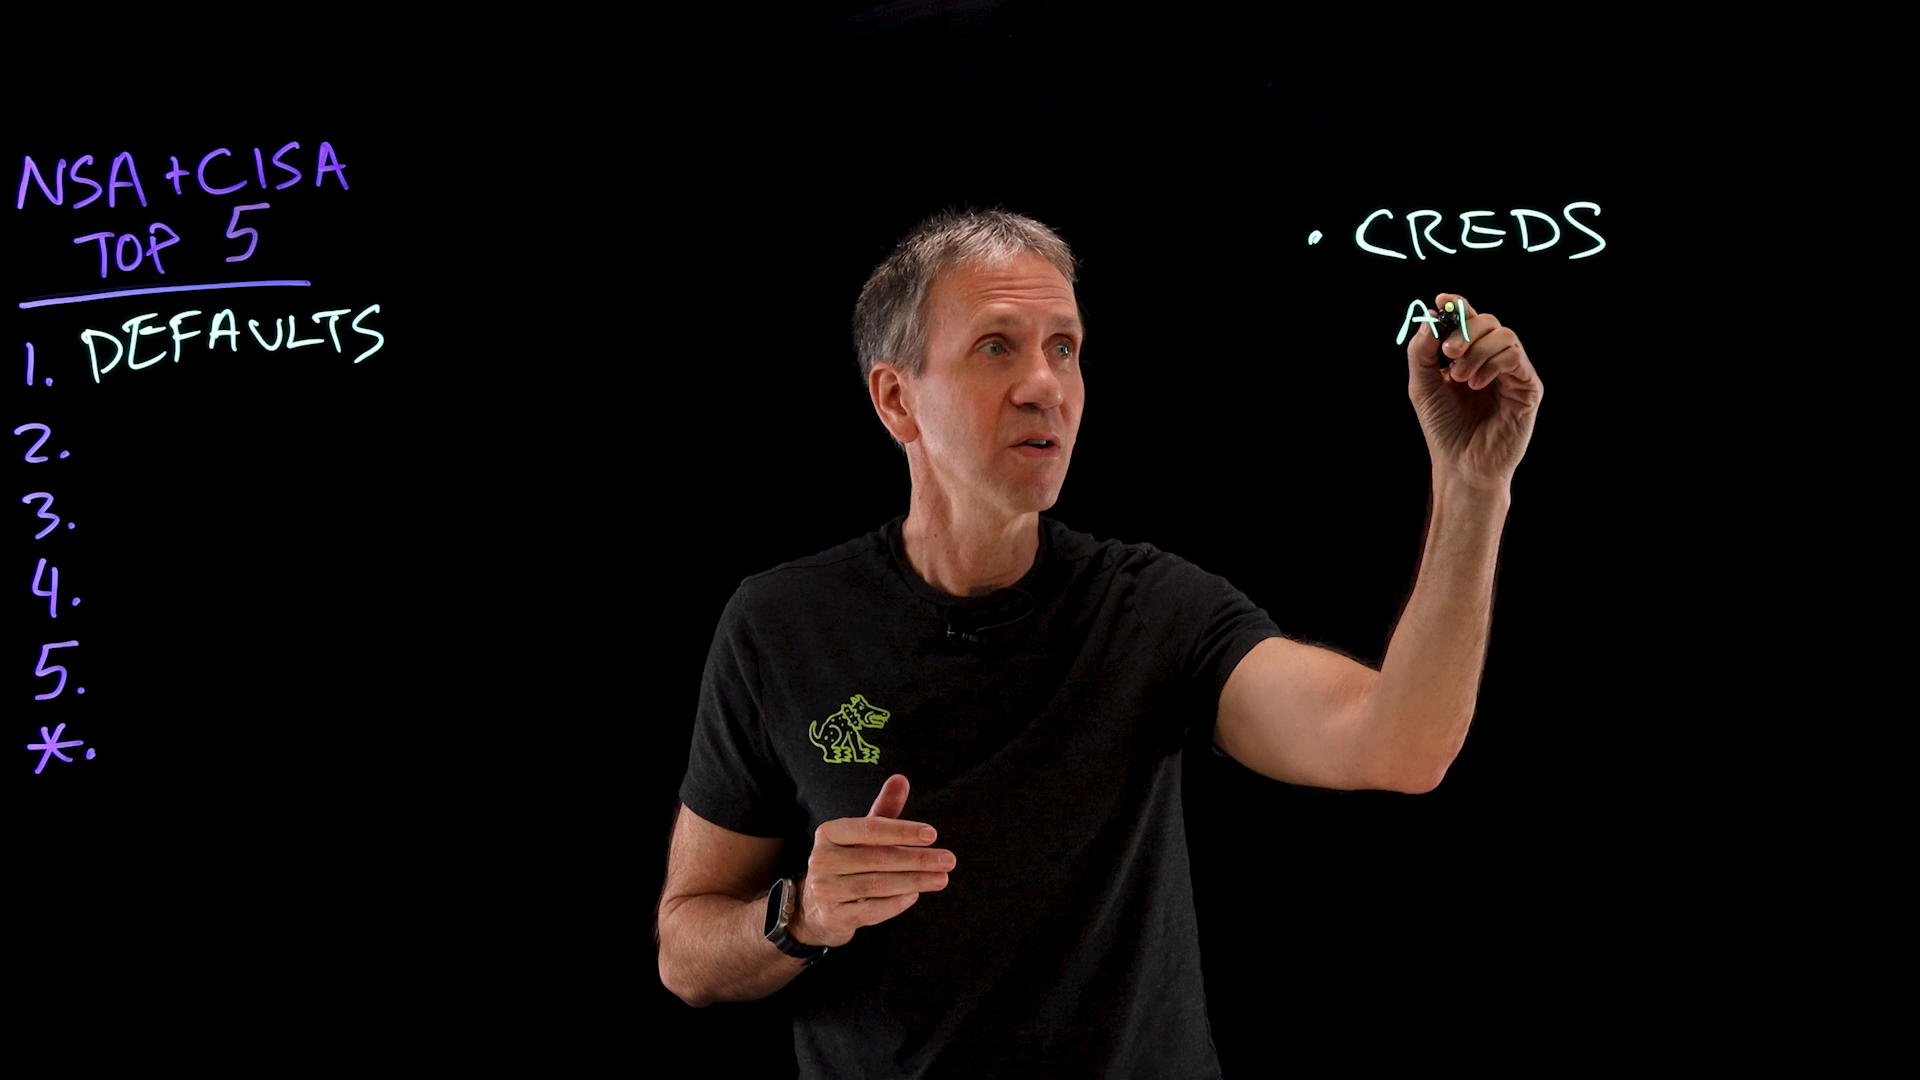 NSA + CISA
TOP 5
1. DEFAULTS
2.
3.
4.
5.
*.
• CREDS